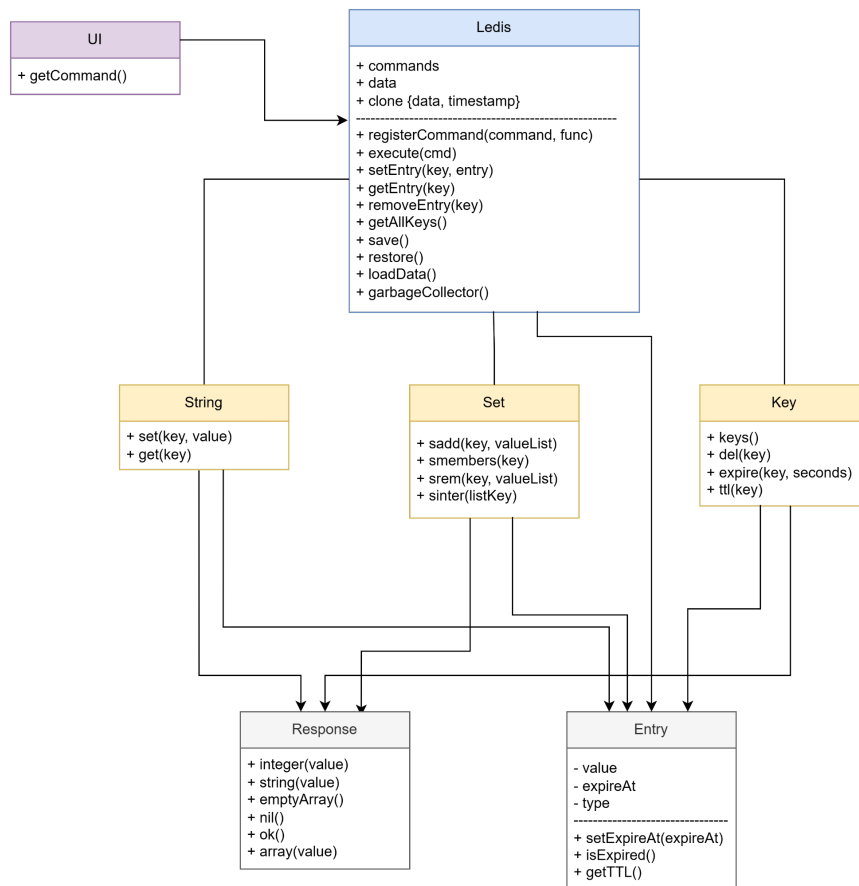 UI
+ getCommand()
Ledis
+ commands
+ data
+ clone {data, timestamp}
+ registerCommand(command, func)
+ execute(cmd)
+ setEntry(key, entry)
+ getEntry(key)
+ removeEntry(key)
+ getAllKeys()
+ save()
+ restore()
+ loadData()
+ garbageCollector()
String
+ set(key, value)
+ get(key)
Set
+ sadd(key, valueList)
+ smembers(key)
+ srem(key, valueList)
+ sinter(listKey)
Key
+ keys()
+ del(key)
+ expire(key, seconds)
+ ttl(key)
Response
+ integer(value)
+ string(value)
+ emptyArray()
+ nil()
+ ok()
+ array(value)
Entry
- value
- expireAt
- type
+ setExpireAt(expireAt)
+ isExpired()
+ getTTL()